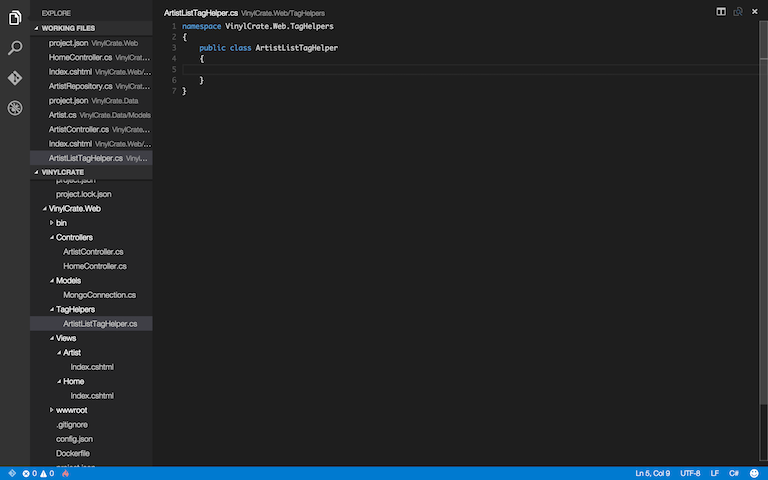 EXPLORE
WORKING FILES
project.json VinylCrate.Web
HomeController.cs VinylCrat...
Index.cshtml VinylCrate.Web/...
ArtistRepository.cs VinylCrat...
project.json VinylCrate.Data
Artist.cs VinylCrate.Data/Models
ArtistController.cs VinylCrate...
Index.cshtml VinylCrate.Web/...
ArtistListTagHelper.cs Vinyl...
VINYLCRATE
project.json
project.lock.json
VinylCrate.Web
bin
Controllers
ArtistController.cs
HomeController.cs
Models
MongoConnection.cs
TagHelpers
ArtistListTagHelper.cs
Views
Artist
Index.cshtml
Home
Index.cshtml
wwwroot
.gitignore
config.json
Dockerfile
project.json
ArtistListTagHelper.cs VinylCrate.Web/TagHelpers
1 namespace VinylCrate.Web.TagHelpers
2 {
3 public class ArtistListTagHelper
4 {
5
6 }
7 }
0 0
Ln 5, Col 9 UTF-8 LF C#